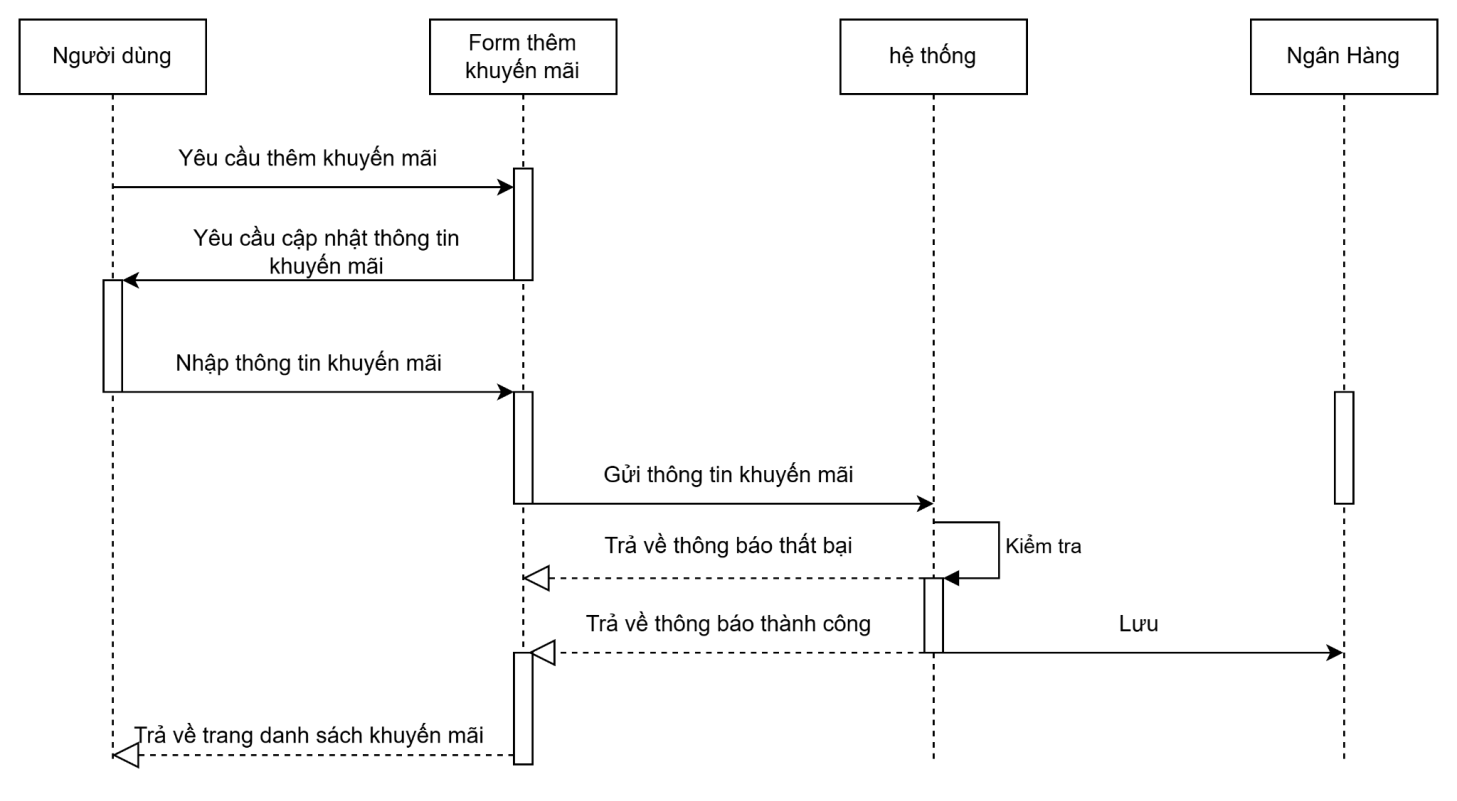 Người dùng
Form thêm
khuyến mãi
hệ thống
Ngân Hàng
Yêu cầu thêm khuyến mãi
Yêu cầu cập nhật thông tin
khuyến mãi
Nhập thông tin khuyến mãi
Gửi thông tin khuyến mãi
Kiểm tra
Trả về thông báo thất bại
Trả về thông báo thành công
Lưu
Trả về trang danh sách khuyến mãi